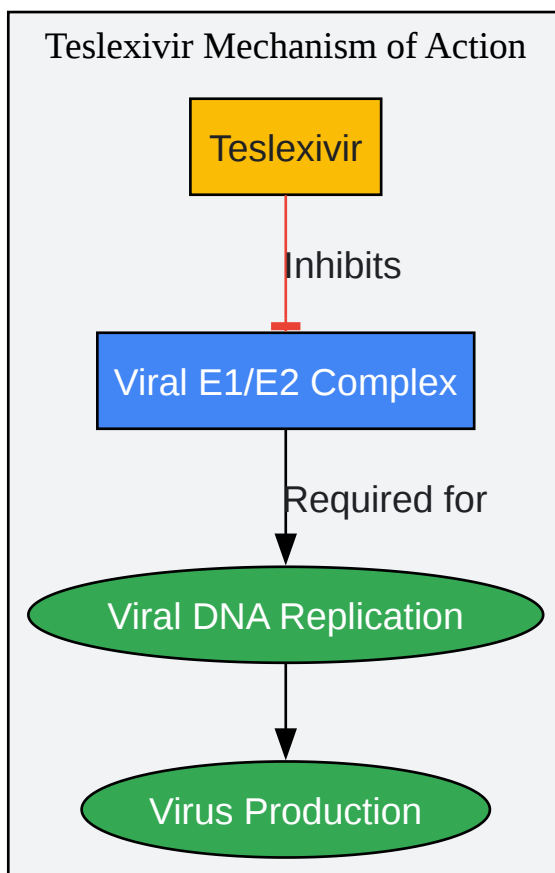 Teslexivir Mechanism of Action
Teslexivir
Inhibits
Viral E1/E2 Complex
Required for
Viral DNA Replication
Virus Production